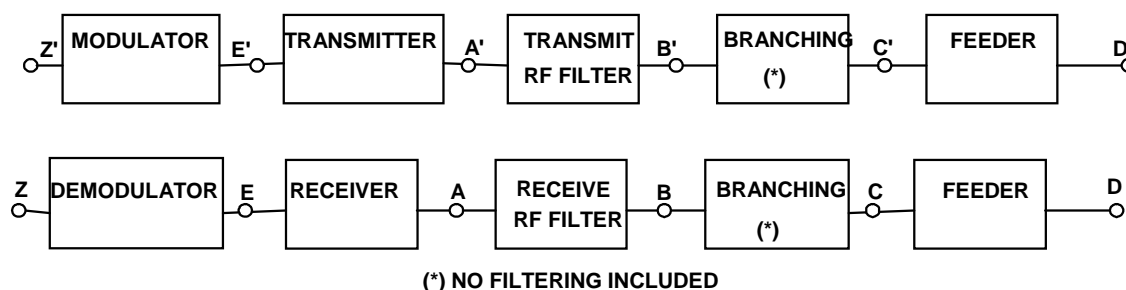 Z' MODULATOR E' TRANSMITTER A' TRANSMIT RF FILTER B' BRANCHING (*) C' FEEDER D
Z DEMODULATOR E RECEIVER A RECEIVE RF FILTER B BRANCHING (*) C FEEDER D
(*) NO FILTERING INCLUDED